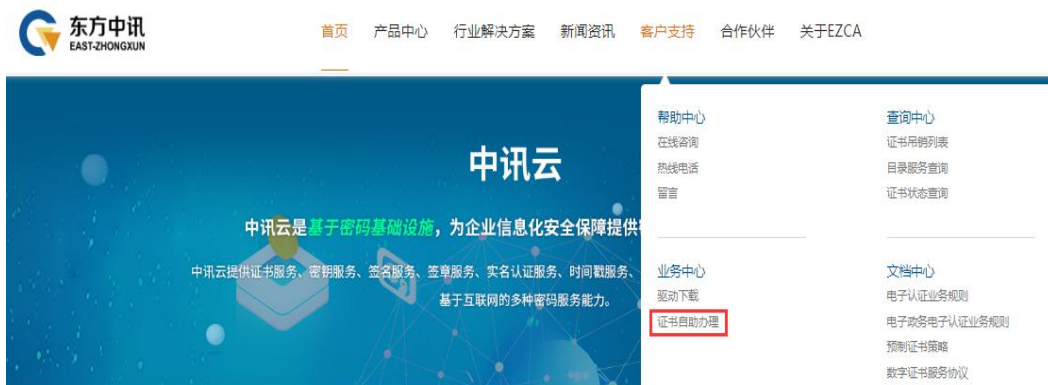 东方中讯
EAST-ZHONGXUN
首页 产品中心 行业解决方案 新闻资讯 客户支持 合作伙伴 关于EZCA
中讯云
中讯云是基于密码基础设施，为企业信息化安全保障提供
中讯云提供证书服务、密钥服务、签名服务、签章服务、实名认证服务、时间戳服务、
基于互联网的多种密码服务能力。
帮助中心
在线咨询
热线电话
留言
查询中心
证书吊销列表
目录服务查询
证书状态查询
业务中心
驱动下载
证书自助办理
文档中心
电子认证业务规则
电子政务电子认证业务规则
预制证书策略
数字证书服务协议